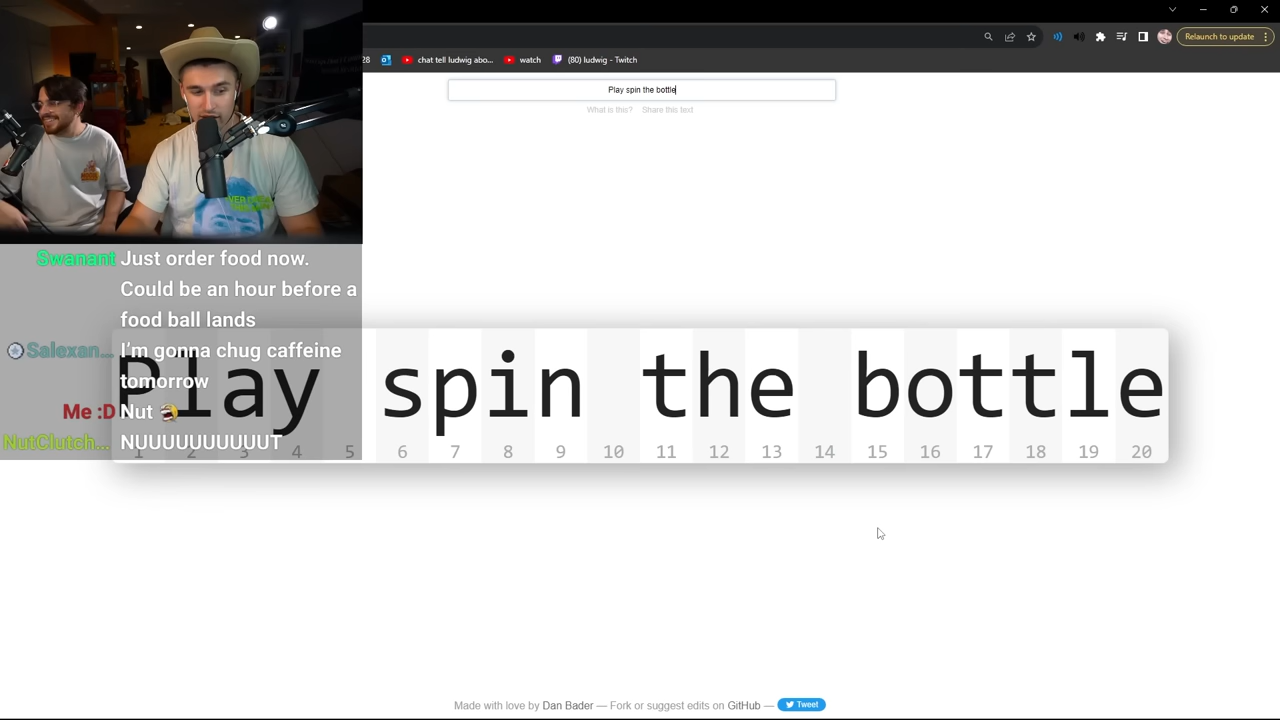 Relaunch to update
28
chat tell ludwig abo...
watch
(80) ludwig - Twitch
Play spin the bottle
What is this? Share this text
Swanant Just order food now.
Could be an hour before a
food ball lands
Salexan... I'm gonna chug caffeine
tomorrow
Me :D Nut
NutClutch... NUUUUUUUUUUT
Play spin the bottle
1 2 3 4 5 6 7 8 9 10 11 12 13 14 15 16 17 18 19 20
Made with love by Dan Bader — Fork or suggest edits on GitHub — Tweet